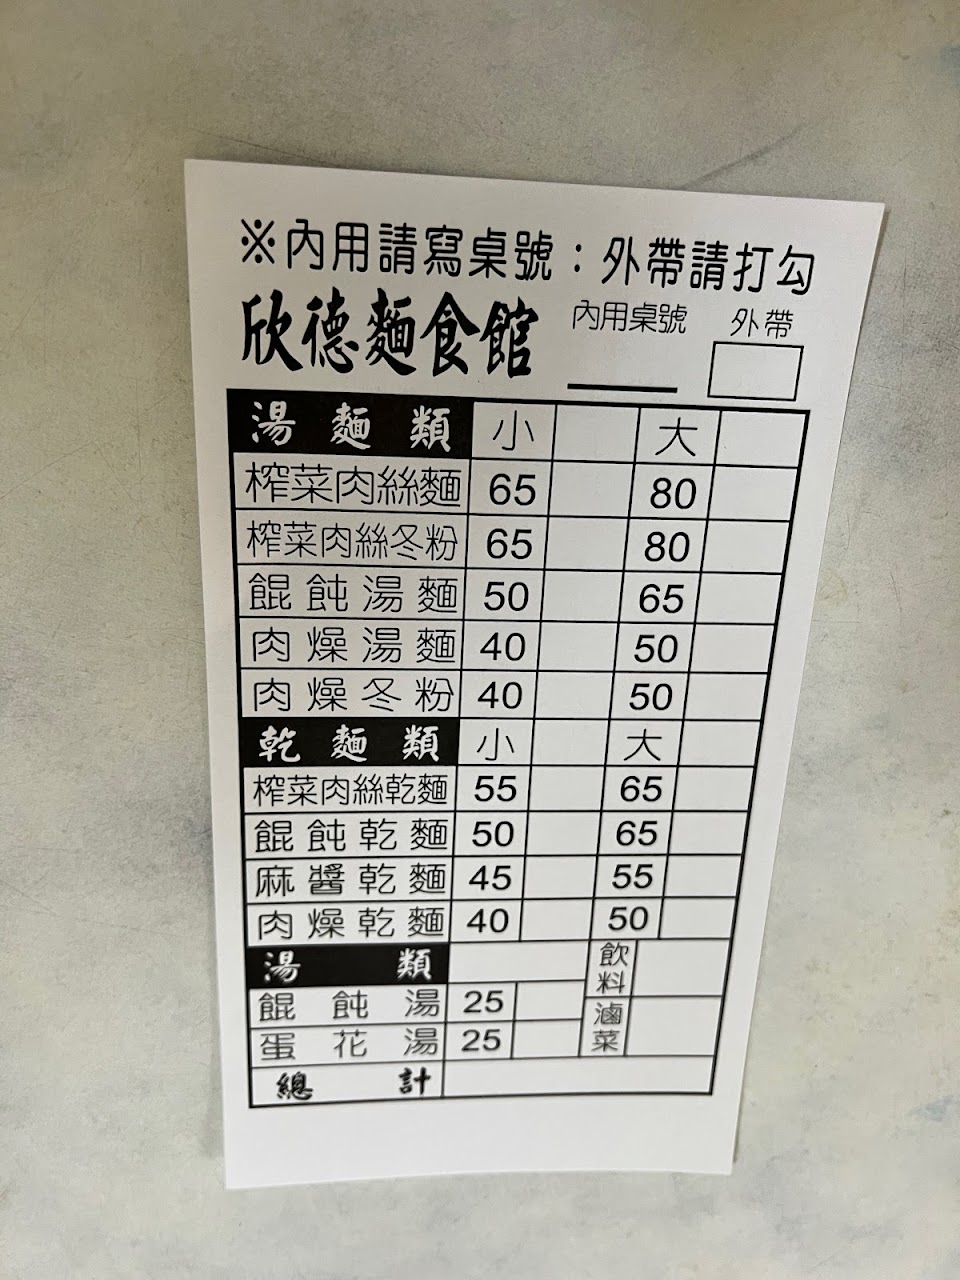 ※內用請寫桌號：外帶請打勾
欣德麵食館 內用桌號 外帶
湯麵類 小 大
榨菜肉絲麵 65 80
榨菜肉絲冬粉 65 80
餛飩湯麵 50 65
肉燥湯麵 40 50
肉燥冬粉 40 50
乾麵類 小 大
榨菜肉絲乾麵 55 65
餛飩乾麵 50 65
麻醬乾麵 45 55
肉燥乾麵 40 50
湯類 飲料
餛飩湯 25 滷菜
蛋花湯 25
總計